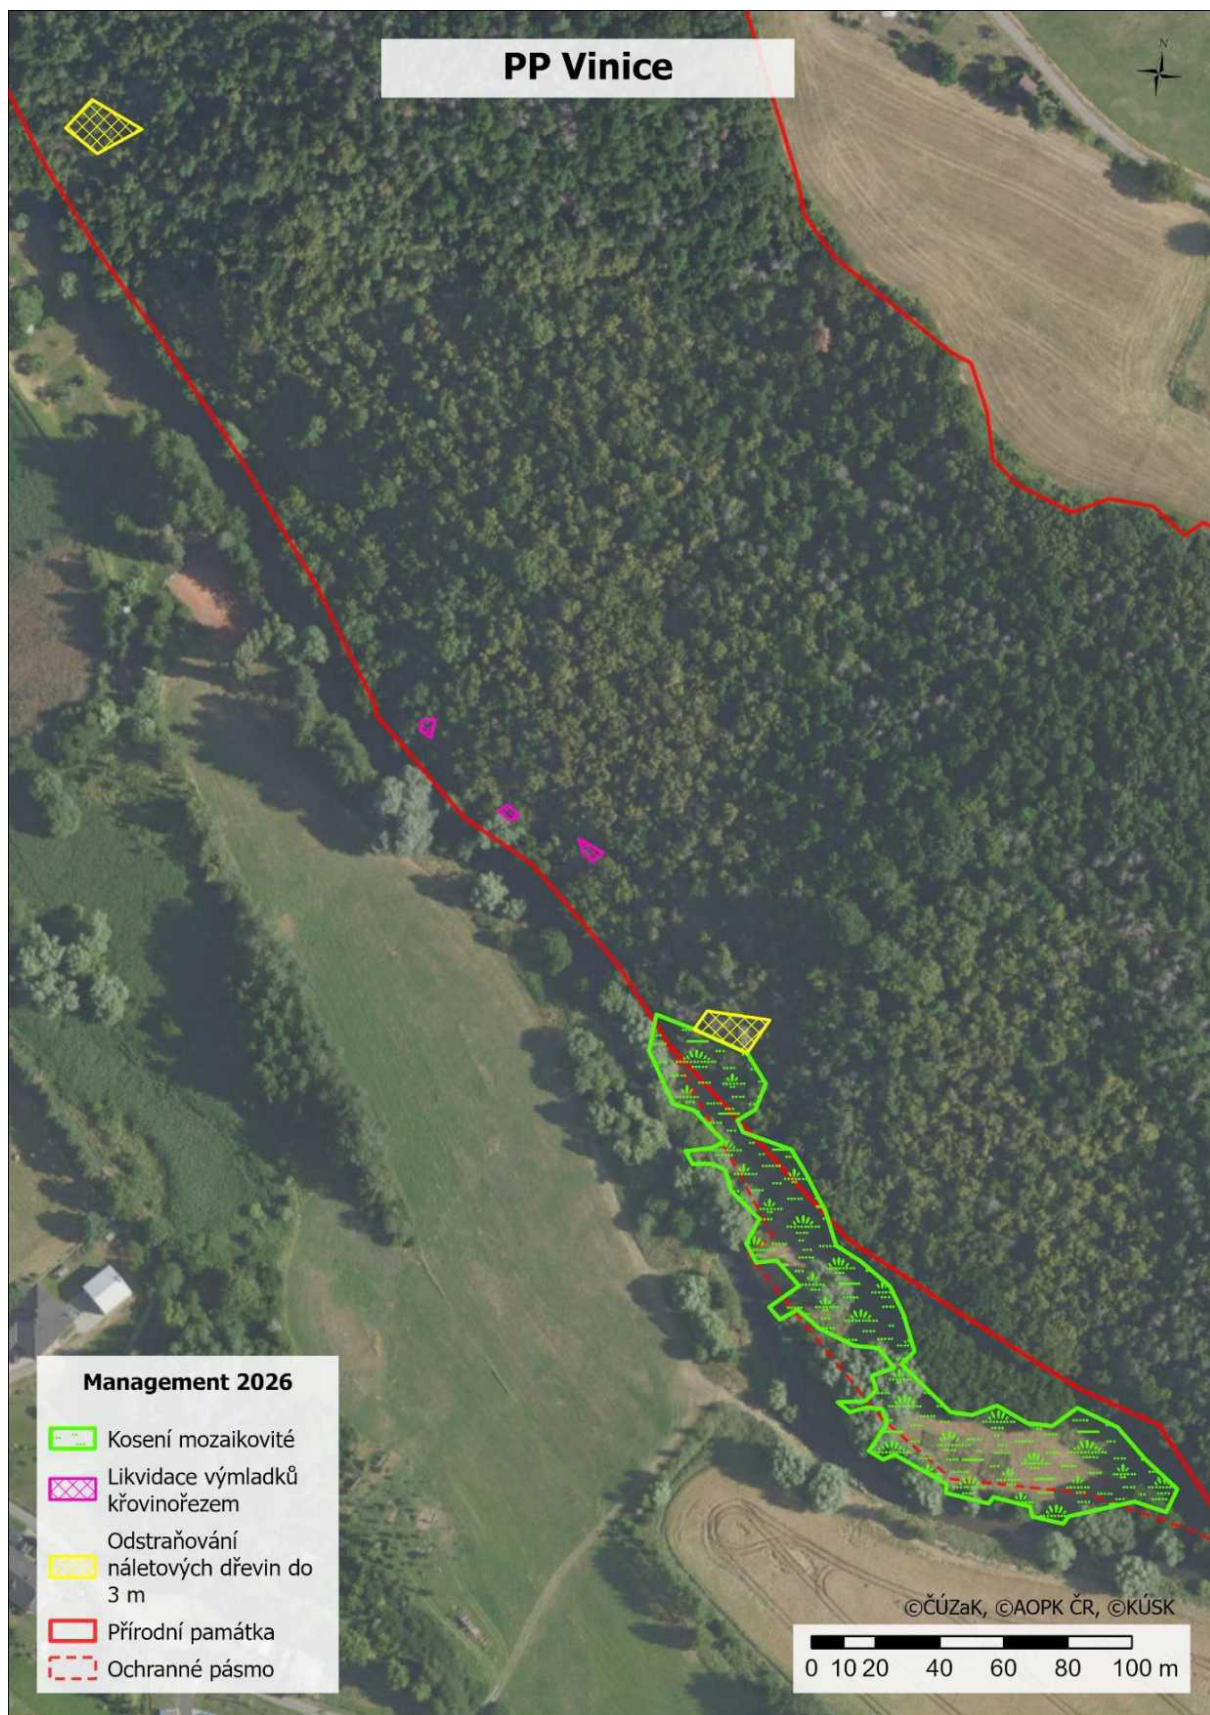 PP Vinice
N
Management 2026
Kosení mozaikovité
Likvidace výmladků
křovinořezem
Odstraňování
náletových dřevin do
3 m
Přírodní památka
Ochranné pásmo
©ČÚZaK, ©AOPK ČR, ©KÚSK
0 10 20 40 60 80 100 m